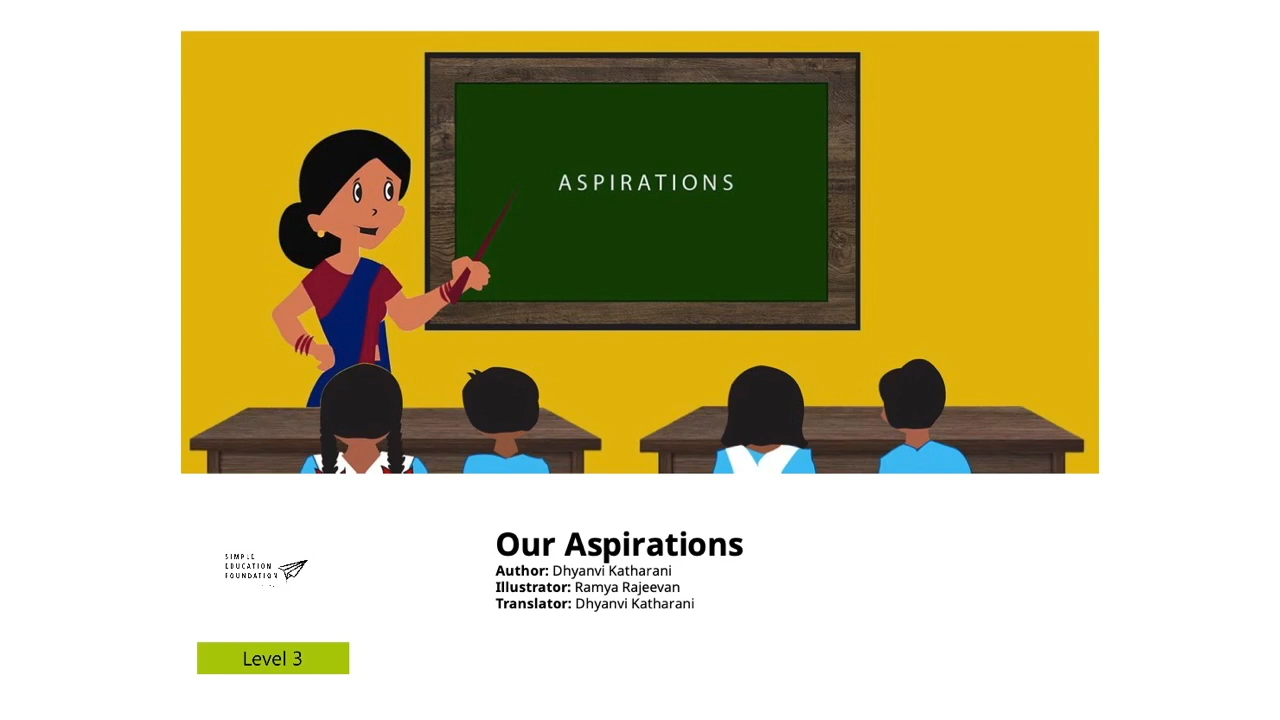 ASPIRATIONS
SIMPLE
EDUCATION
FOUNDATION
Our Aspirations
Author: Dhyanvi Katharani
Illustrator: Ramya Rajeevan
Translator: Dhyanvi Katharani
Level 3